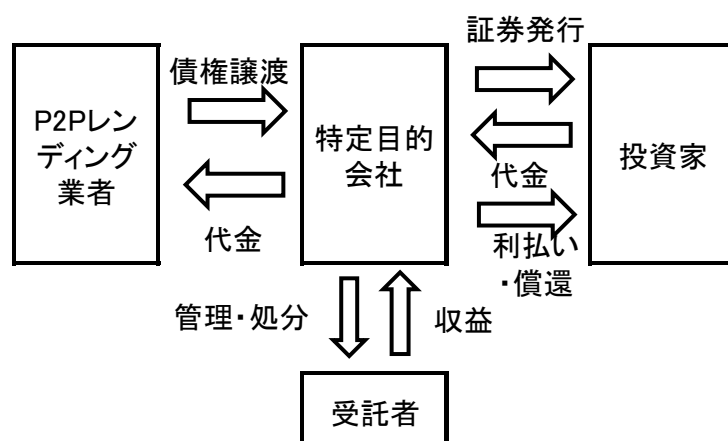 証券発行
債権譲渡
P2Pレン
ディング
業者
特定目的
会社
投資家
代金
代金
利払い
・償還
管理・処分
収益
受託者